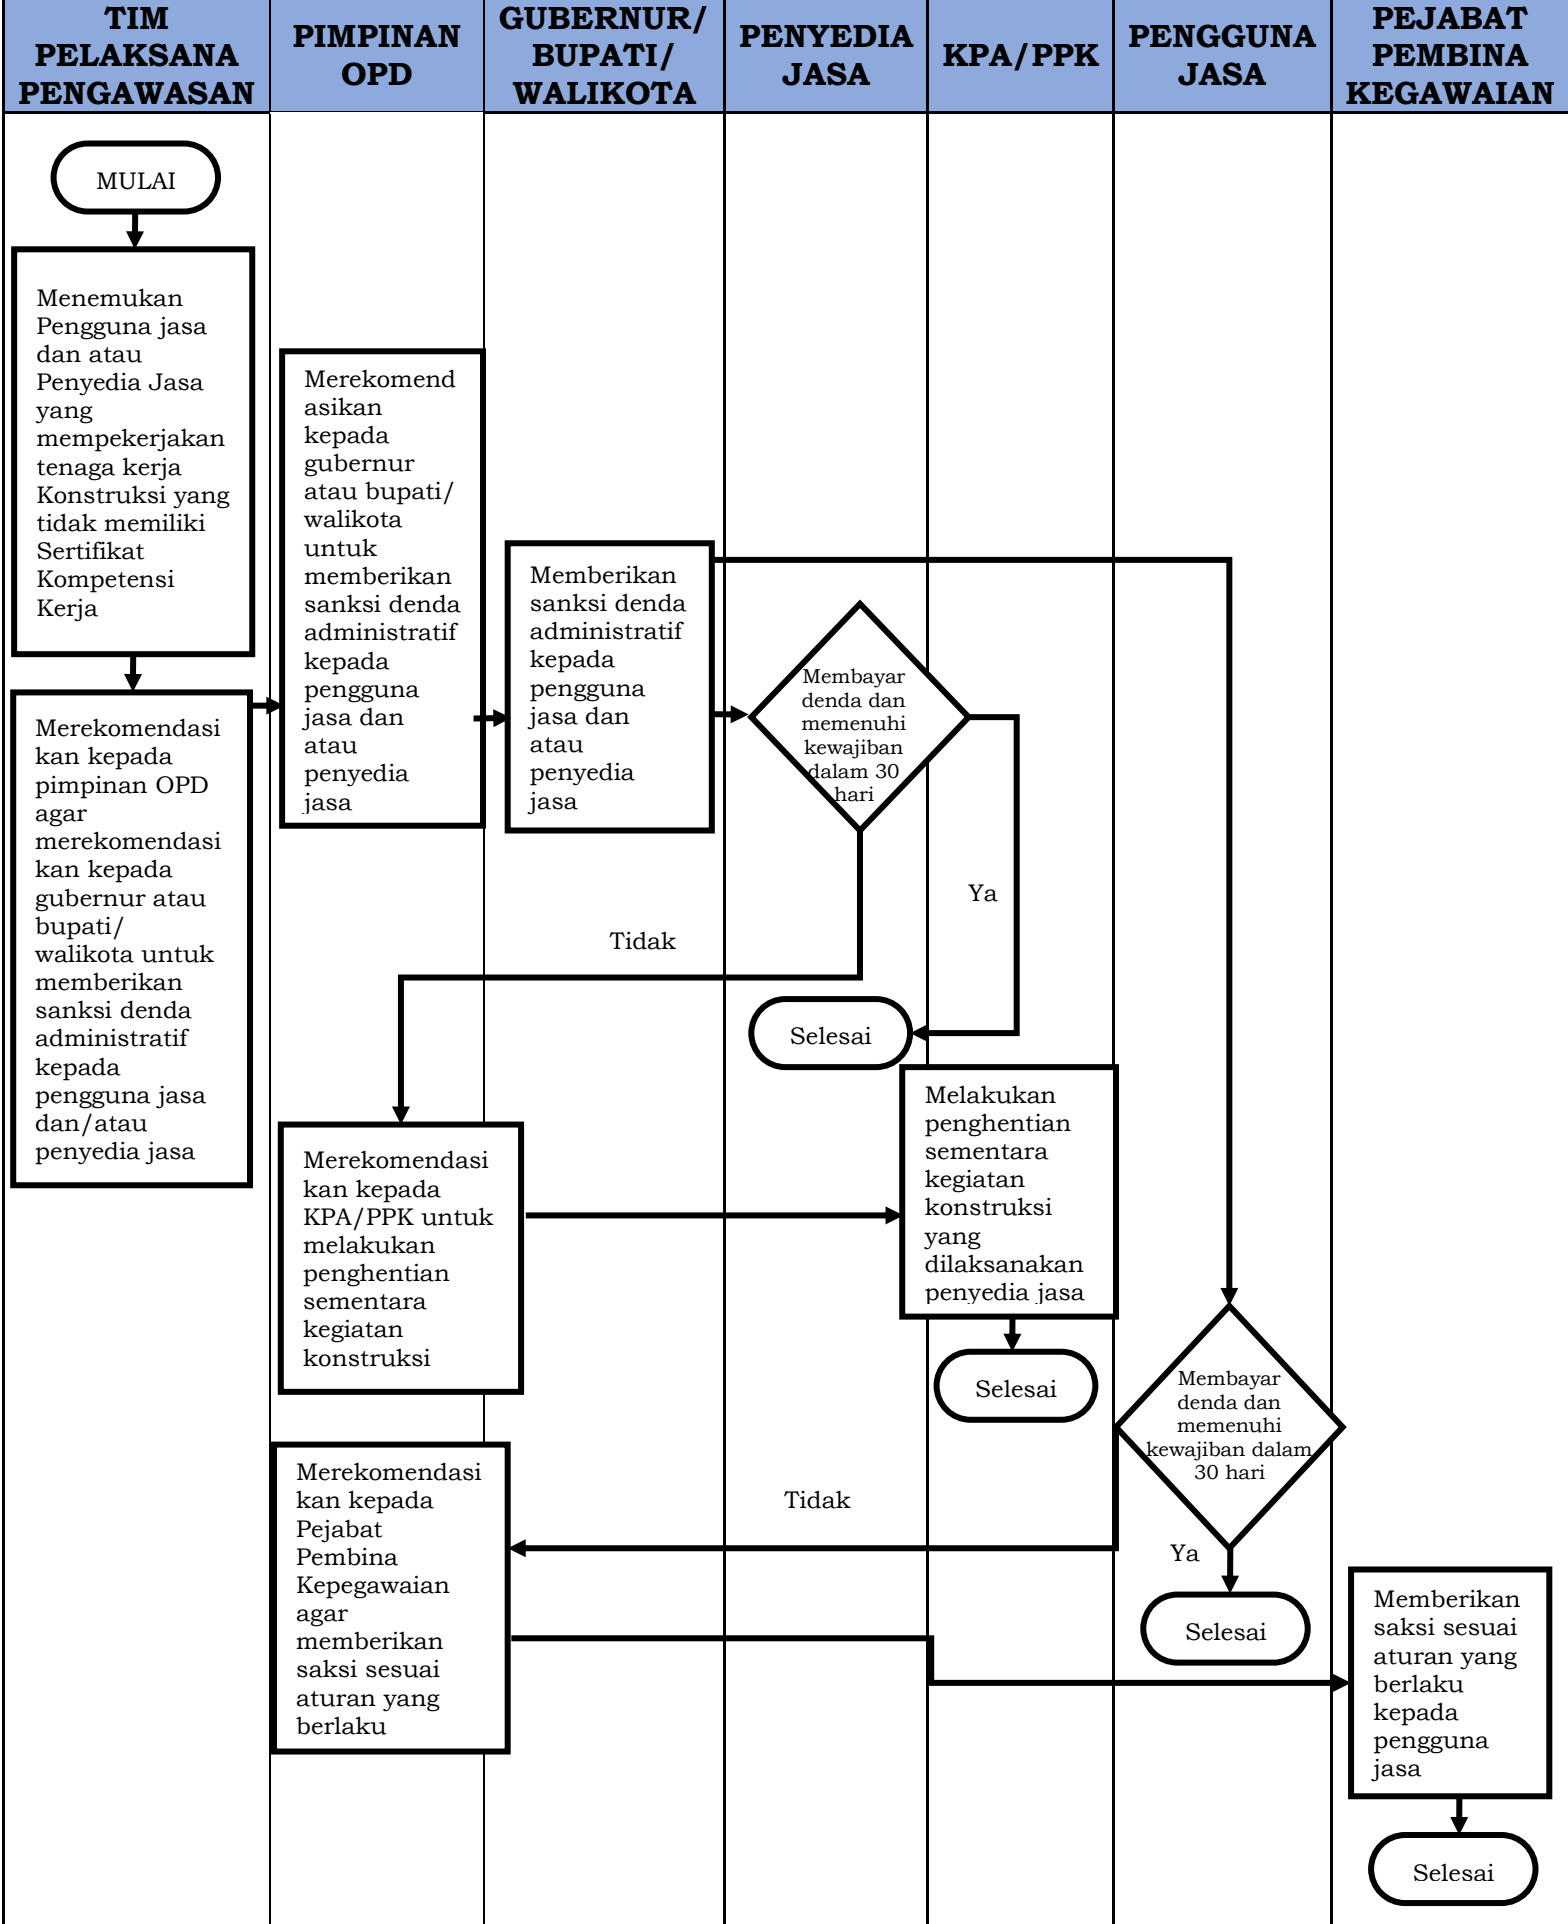 TIM
PELAKSANA
PENGAWASAN
PIMPINAN
OPD
GUBERNUR/
BUPATI/
WALIKOTA
PENYEDIA
JASA
KPA/PPK
PENGGUNA
JASA
PEJABAT
PEMBINA
KEGAWAIAN
MULAI
Menemukan
Pengguna jasa
dan atau
Penyedia Jasa
yang
mempekerjakan
tenaga kerja
Konstruksi yang
tidak memiliki
Sertifikat
Kompetensi
Kerja
Merekomendasi
kan kepada
pimpinan OPD
agar
merekomendasi
kan kepada
gubernur atau
bupati/
walikota untuk
memberikan
sanksi denda
administratif
kepada
pengguna jasa
dan/atau
penyedia jasa
Merekomend
asikan
kepada
gubernur
atau bupati/
walikota
untuk
memberikan
sanksi denda
administratif
kepada
pengguna
jasa dan
atau
penyedia
jasa
Memberikan
sanksi denda
administratif
kepada
pengguna
jasa dan
atau
penyedia
jasa
Membayar
denda dan
memenuhi
kewajiban
dalam 30
hari
Ya
Tidak
Selesai
Merekomendasi
kan kepada
KPA/PPK untuk
melakukan
penghentian
sementara
kegiatan
konstruksi
Melakukan
penghentian
sementara
kegiatan
konstruksi
yang
dilaksanakan
penyedia jasa
Selesai
Membayar
denda dan
memenuhi
kewajiban dalam
30 hari
Tidak
Ya
Selesai
Merekomendasi
kan kepada
Pejabat
Pembina
Kepegawaian
agar
memberikan
saksi sesuai
aturan yang
berlaku
Memberikan
saksi sesuai
aturan yang
berlaku
kepada
pengguna
jasa
Selesai